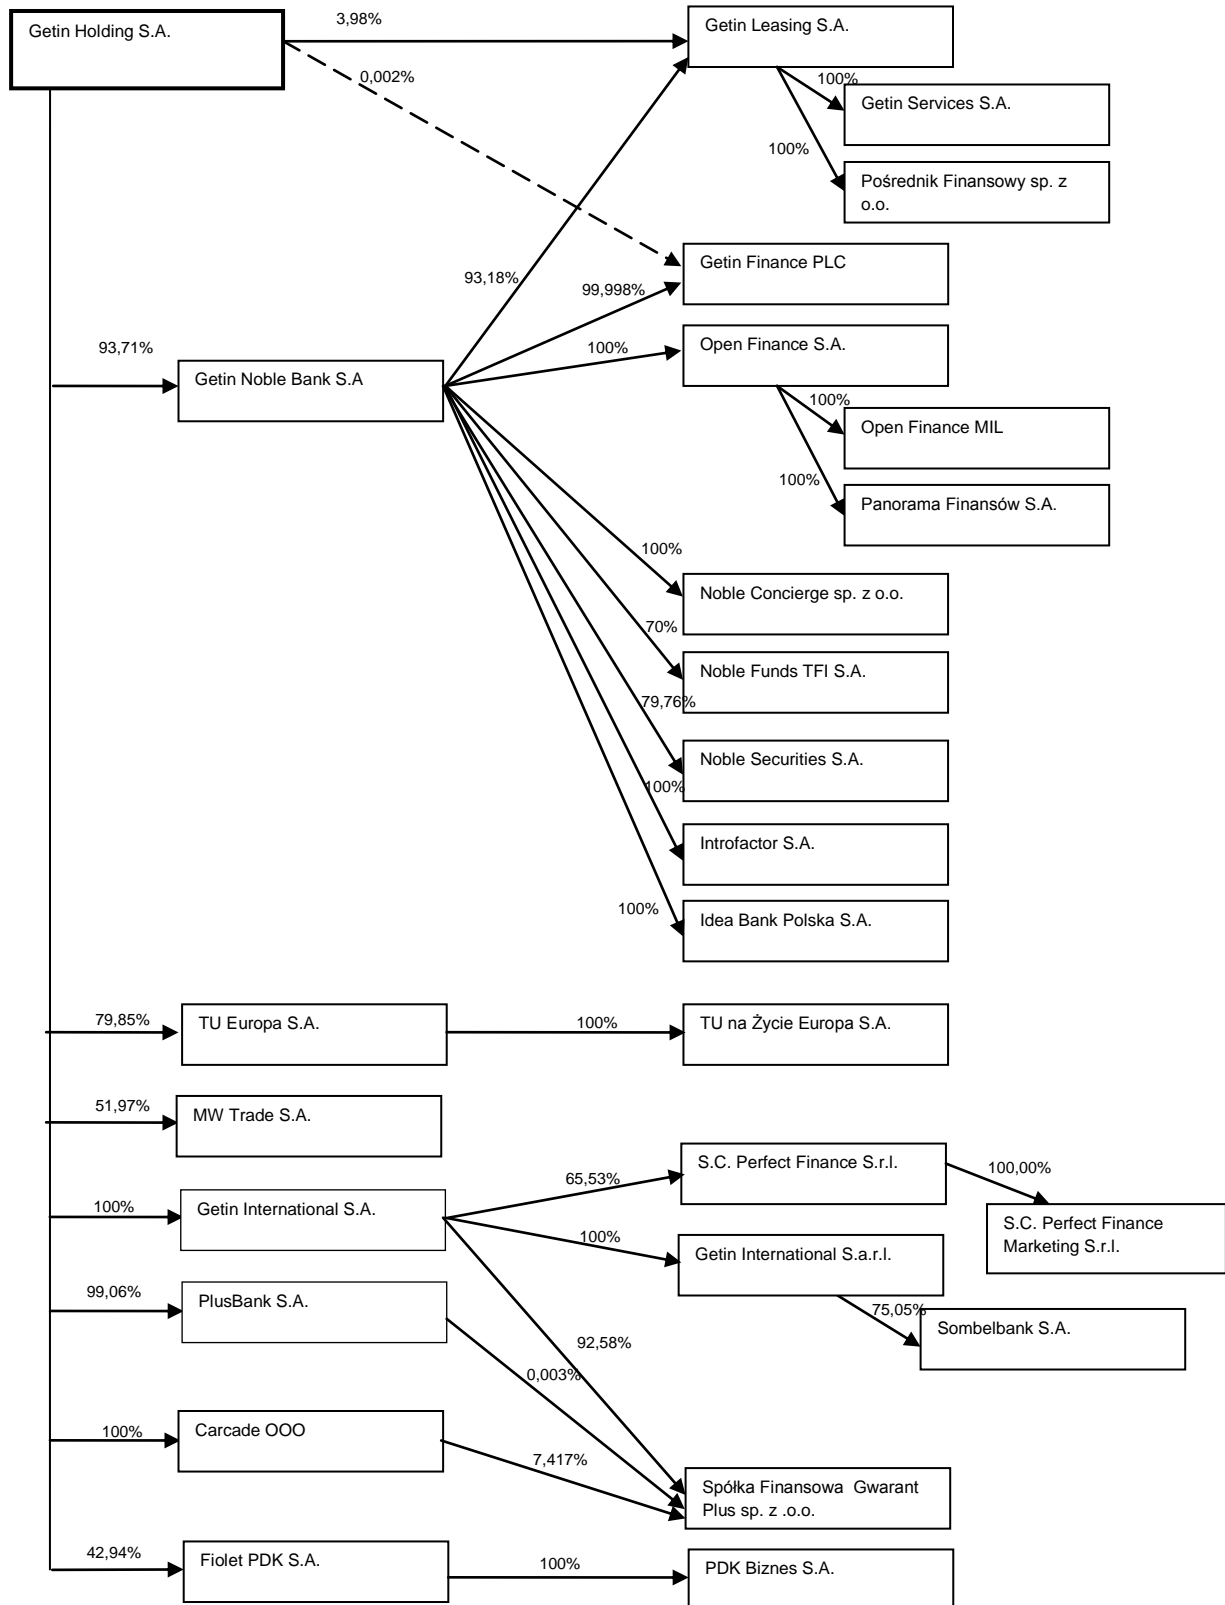 Getin Holding S.A.
3,98%
Getin Leasing S.A.
0,002%
100%
Getin Services S.A.
100%
Pośrednik Finansowy sp. z
o.o.
Getin Finance PLC
93,18%
99,998%
93,71%
Getin Noble Bank S.A
100%
Open Finance S.A.
100%
Open Finance MIL
100%
Panorama Finansów S.A.
100%
Noble Concierge sp. z o.o.
70%
Noble Funds TFI S.A.
79,76%
Noble Securities S.A.
100%
Introfactor S.A.
100%
Idea Bank Polska S.A.
79,85%
TU Europa S.A.
100%
TU na Życie Europa S.A.
51,97%
MW Trade S.A.
65,53%
S.C. Perfect Finance S.r.l.
100,00%
S.C. Perfect Finance
Marketing S.r.l.
100%
Getin International S.A.
100%
Getin International S.a.r.l.
75,05%
Sombelbank S.A.
99,06%
PlusBank S.A.
92,58%
0,003%
100%
Carcade OOO
7,417%
Spółka Finansowa  Gwarant
Plus sp. z .o.o.
42,94%
Fiolet PDK S.A.
100%
PDK Biznes S.A.